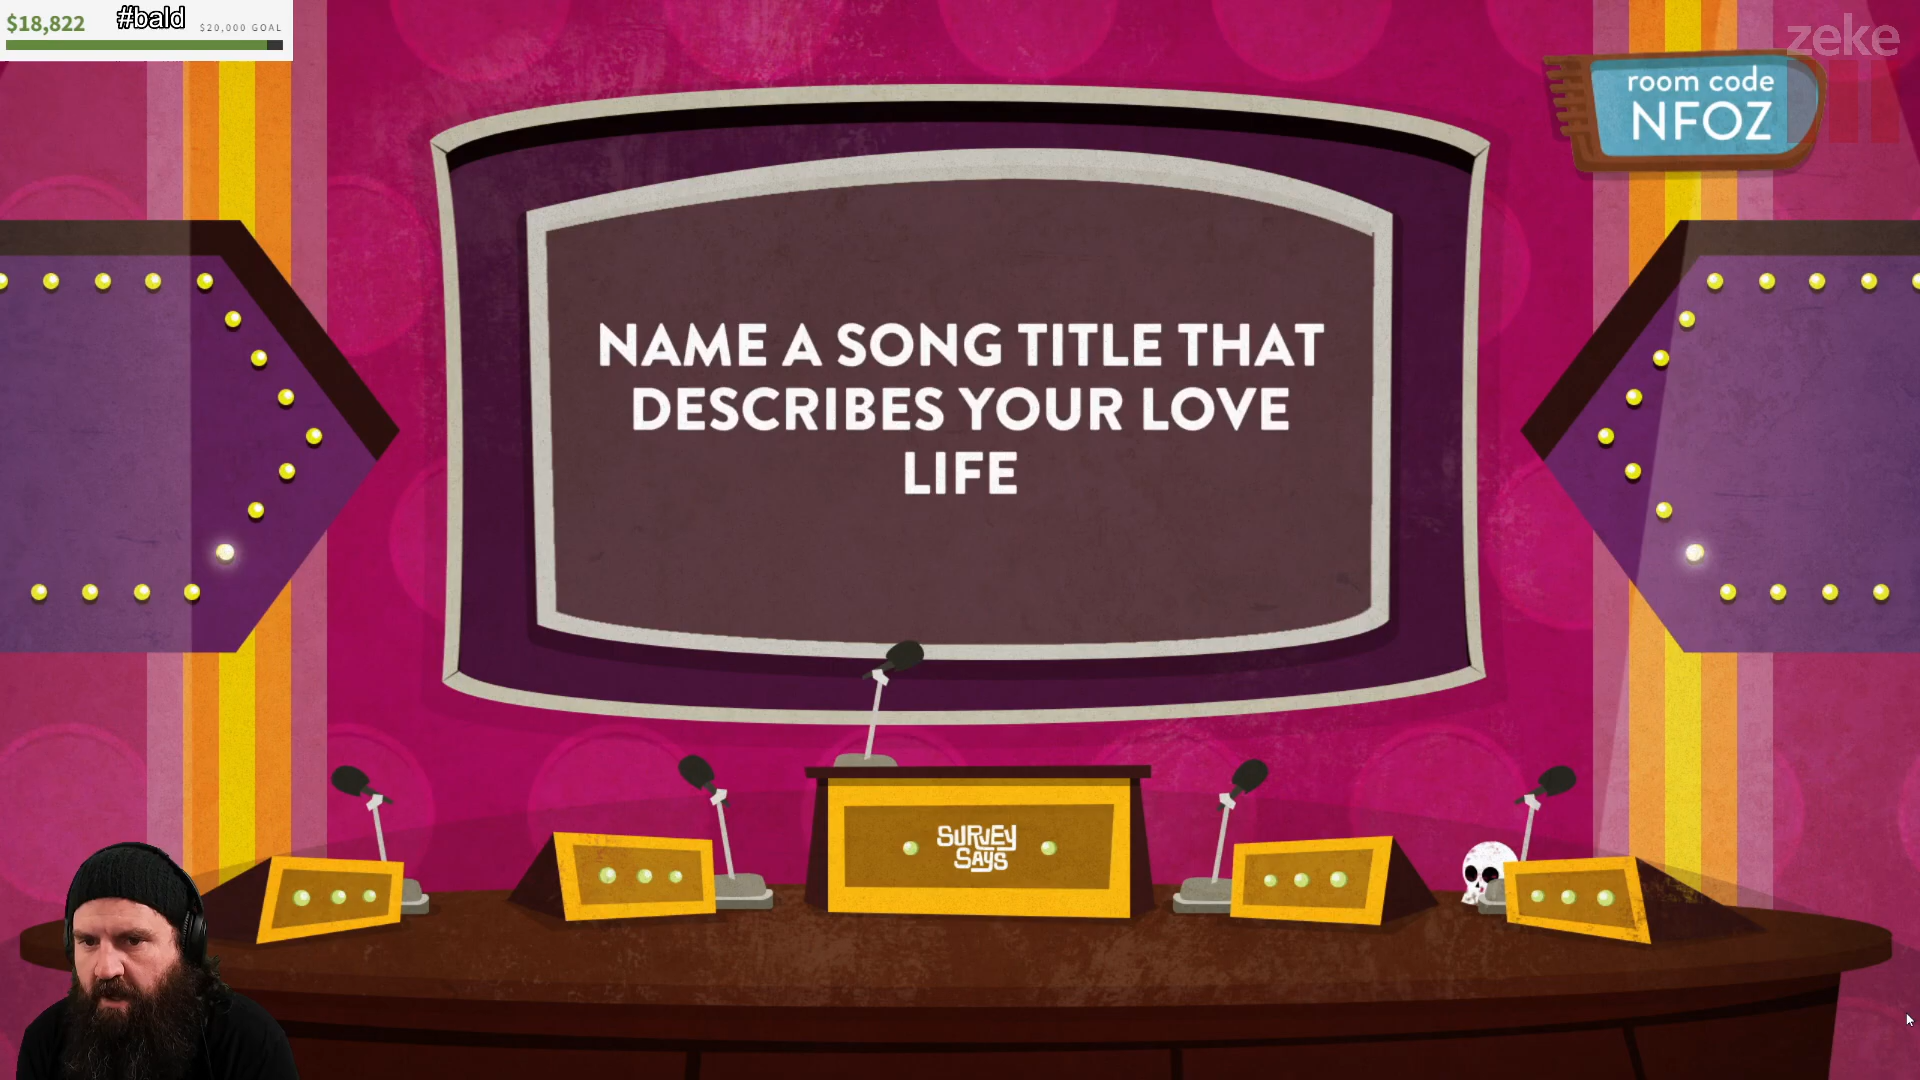 $18,822
#bald
$20,000 GOAL
zeke
room code
NFOZ
NAME A SONG TITLE THAT
DESCRIBES YOUR LOVE
LIFE
SURVEY
SAYS